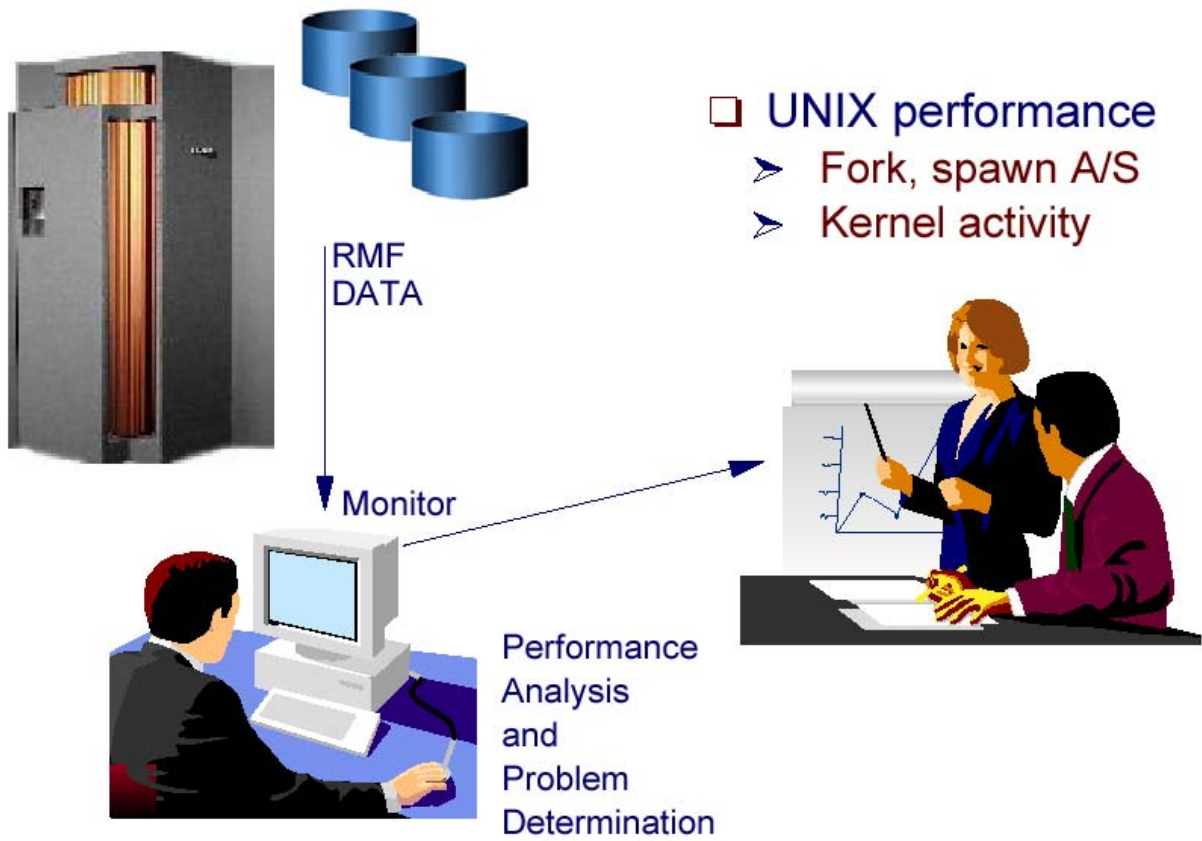 UNIX performance
Fork, spawn A/S
Kernel activity
RMF
DATA
Monitor
Performance
Analysis
and
Problem
Determination